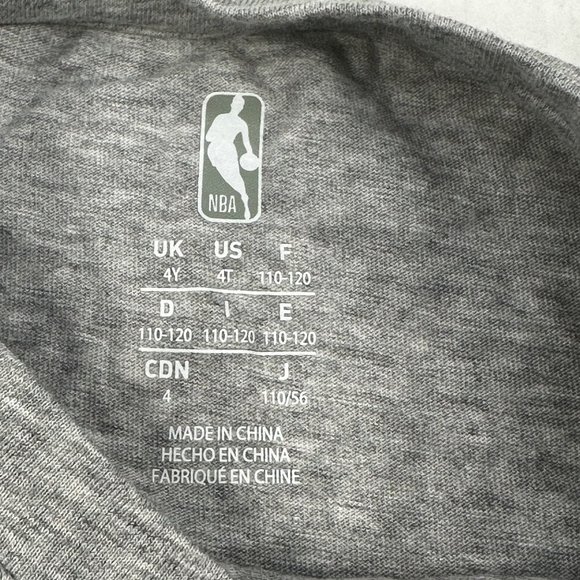 NBA
UK US F
4Y 4T 110-120
D I E
110-120 110-120 110-120
CDN J
4 110/56
MADE IN CHINA
HECHO EN CHINA
FABRIQUÉ EN CHINE